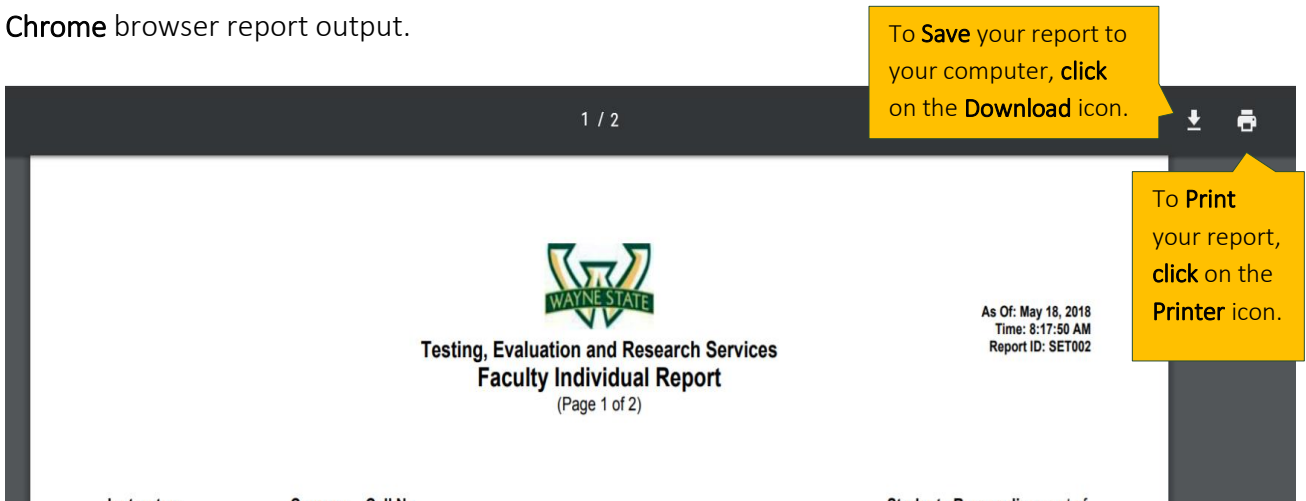 Chrome browser report output.
To Save your report to
your computer, click
on the Download icon.
1 / 2
To Print
your report,
click on the
Printer icon.
WAYNE STATE
As Of: May 18, 2018
Time: 8:17:50 AM
Report ID: SET002
Testing, Evaluation and Research Services
Faculty Individual Report
(Page 1 of 2)